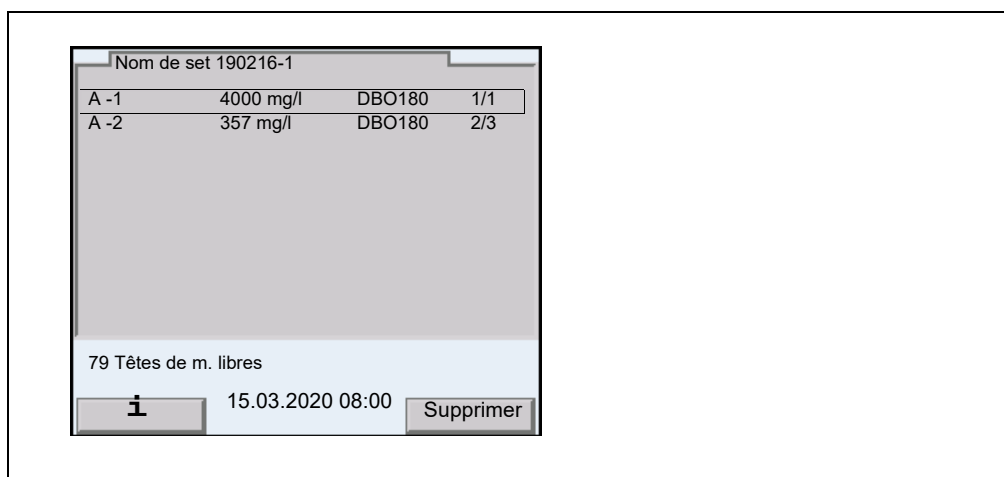 Nom de set 190216-1
A -1 4000 mg/l DBO180 1/1
A -2 357 mg/l DBO180 2/3
79 Têtes de m. libres
i 15.03.2020 08:00 Supprimer